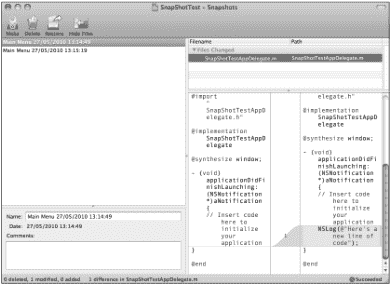 SnapShotTest - Snapshots
Make Delete Restore Hide Files
Main Menu 27/05/2010 13:14:49
Main Menu 27/05/2010 13:13:19
Filename Path
Files Changed
SnapShotTestAppDelegate.m SnapShotTestAppDelegate.m
@import
"
SnapShotTestAppD
elegate.h"
@implementation
SnapShotTestAppD
elegate
@synthesize window;
- (void)
applicationDidFi
nishLaunching:
(NSNotification
*)aNotification
{
// Insert code
here to
initialize
your
application
}
@end
elegate.h"
@implementation
SnapShotTestAppD
elegate
@synthesize window;
- (void)
applicationDidFi
nishLaunching:
(NSNotification
*)aNotification
{
// Insert code
here to
initialize
your
application
NSLog(@"Here's a
new line of
code");
}
@end
1
Name: Main Menu 27/05/2010 13:14:49
Date: 27/05/2010 13:14:49
Comments:
0 deleted, 1 modified, 0 added 1 difference in SnapShotTestAppDelegate.m
Succeeded